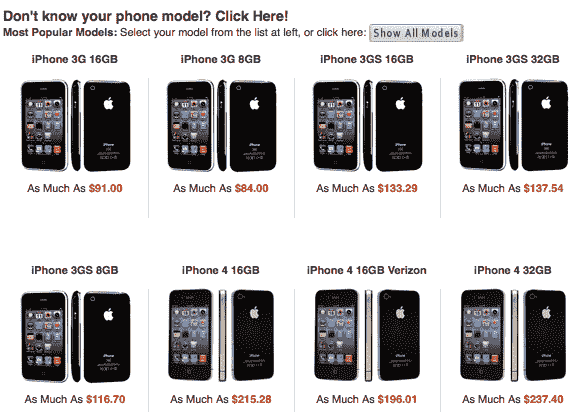 Don't know your phone model? Click Here!
Most Popular Models: Select your model from the list at left, or click here: Show All Models
iPhone 3G 16GB iPhone 3G 8GB iPhone 3GS 16GB iPhone 3GS 32GB
As Much As $91.00 As Much As $84.00 As Much As $133.29 As Much As $137.54
iPhone 3GS 8GB iPhone 4 16GB iPhone 4 16GB Verizon iPhone 4 32GB
As Much As $116.70 As Much As $215.28 As Much As $196.01 As Much As $237.40